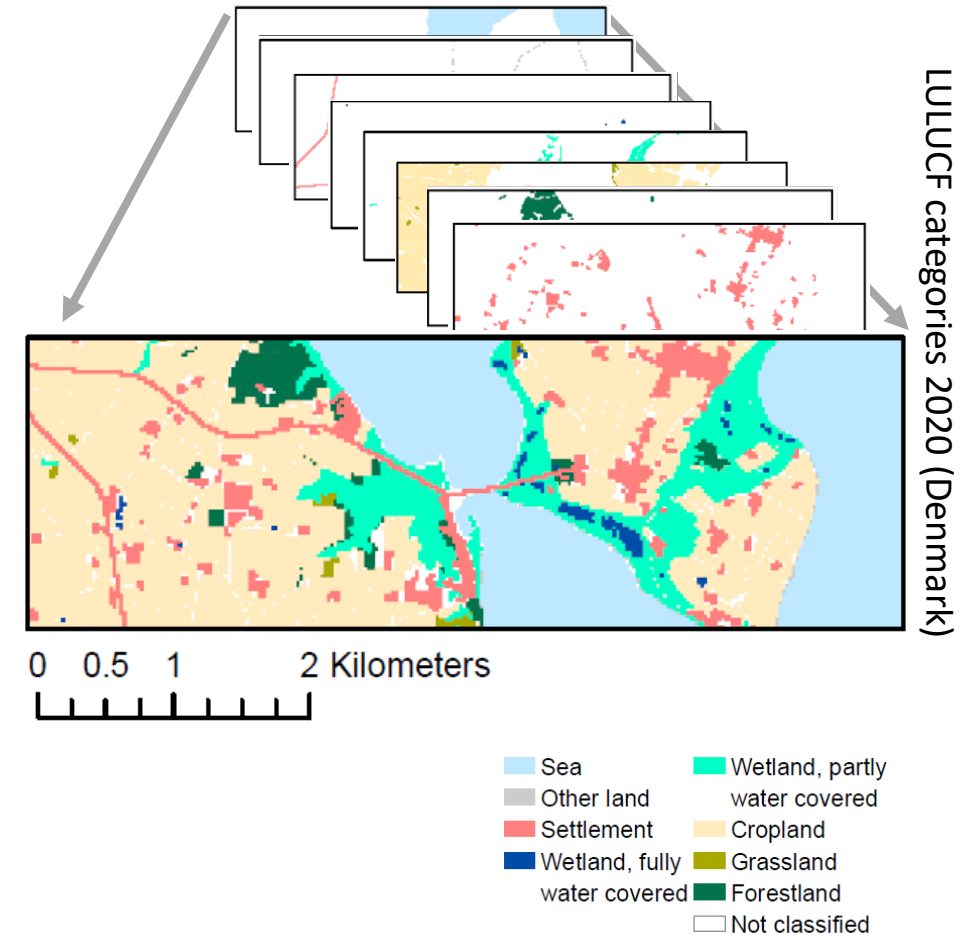 LULUCF categories 2020 (Denmark)
0 0.5 1 2 Kilometers
Sea
Other land
Settlement
Wetland, fully
water covered
Wetland, partly
water covered
Cropland
Grassland
Forestland
Not classified